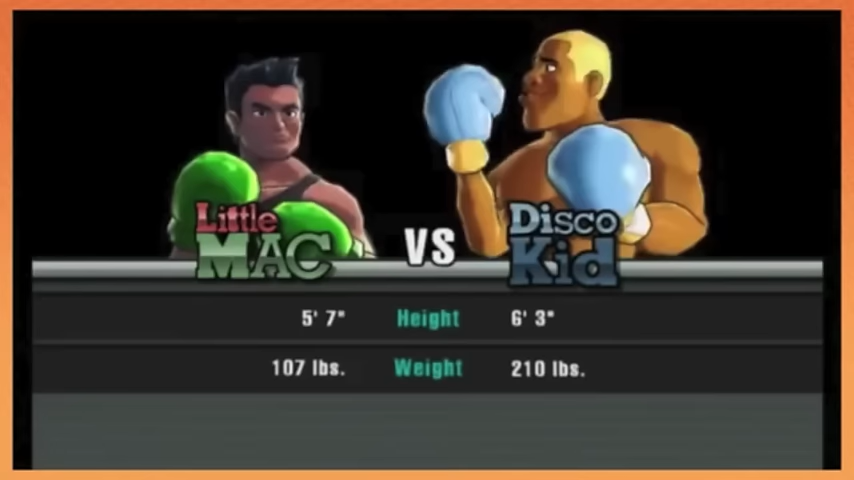 Little
MAC
VS
Disco
Kid
5' 7" Height 6' 3"
107 lbs. Weight 210 lbs.